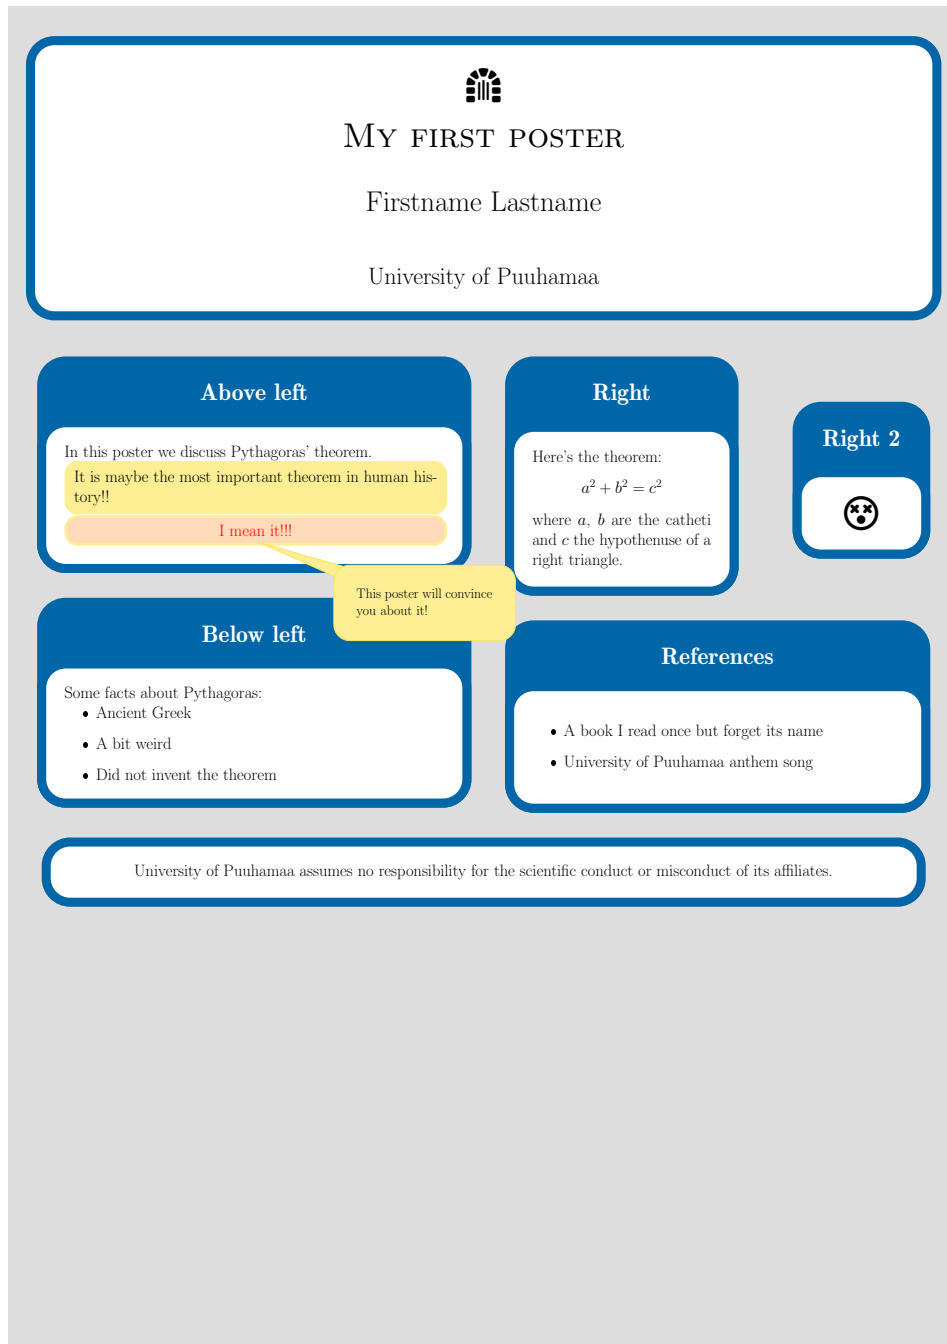 My first poster
Firstname Lastname
University of Puuhamaa
Above left
In this poster we discuss Pythagoras' theorem.
It is maybe the most important theorem in human his-
tory!!
I mean it!!!
This poster will convince
you about it!
Below left
Some facts about Pythagoras:
• Ancient Greek
• A bit weird
• Did not invent the theorem
Right
Here's the theorem:
a² + b² = c²
where a, b are the catheti
and c the hypothenuse of a
right triangle.
Right 2
References
• A book I read once but forget its name
• University of Puuhamaa anthem song
University of Puuhamaa assumes no responsibility for the scientific conduct or misconduct of its affiliates.